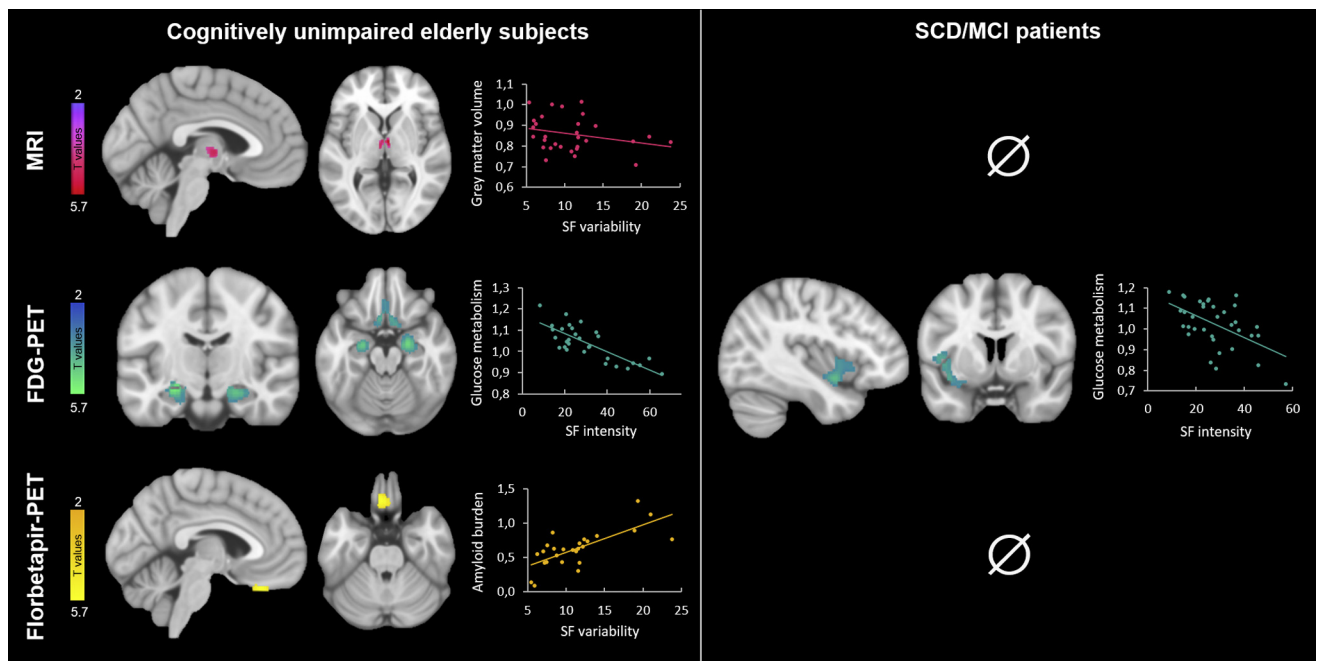 Cognitively unimpaired elderly subjects
SCD/MCI patients
MRI
2
T values
5.7
Grey matter volume
1,1
1,0
0,9
0,8
0,7
0,6
5 10 15 20 25
SF variability
∅
FDG-PET
2
T values
5.7
Glucose metabolism
1,3
1,2
1,1
1,0
0,9
0,8
0 20 40 60
SF intensity
Glucose metabolism
1,2
1,1
1,0
0,9
0,8
0,7
0 20 40 60
SF intensity
Florbetapir-PET
2
T values
5.7
Amyloid burden
1,5
1,0
0,5
0,0
5 10 15 20 25
SF variability
∅